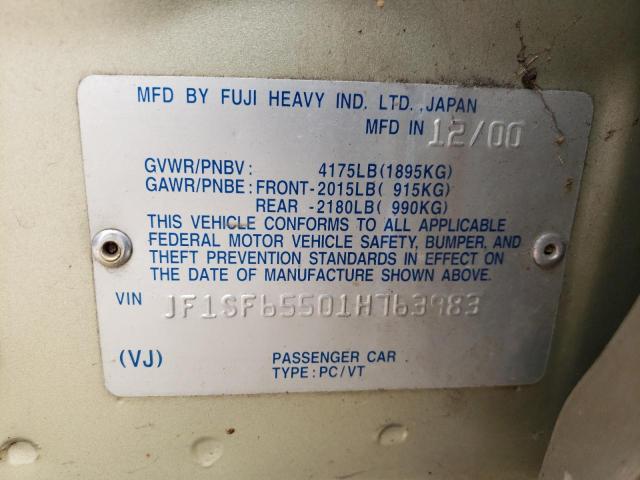 MFD BY FUJI HEAVY IND. LTD., JAPAN
MFD IN 12/00
GVWR/PNBV: 4175LB(1895KG)
GAWR/PNBE: FRONT-2015LB( 915KG)
REAR -2180LB( 990KG)
THIS VEHICLE CONFORMS TO ALL APPLICABLE
FEDERAL MOTOR VEHICLE SAFETY, BUMPER, AND
THEFT PREVENTION STANDARDS IN EFFECT ON
THE DATE OF MANUFACTURE SHOWN ABOVE.
VIN JF1SF65501H763983
(VJ) PASSENGER CAR
TYPE: PC/VT